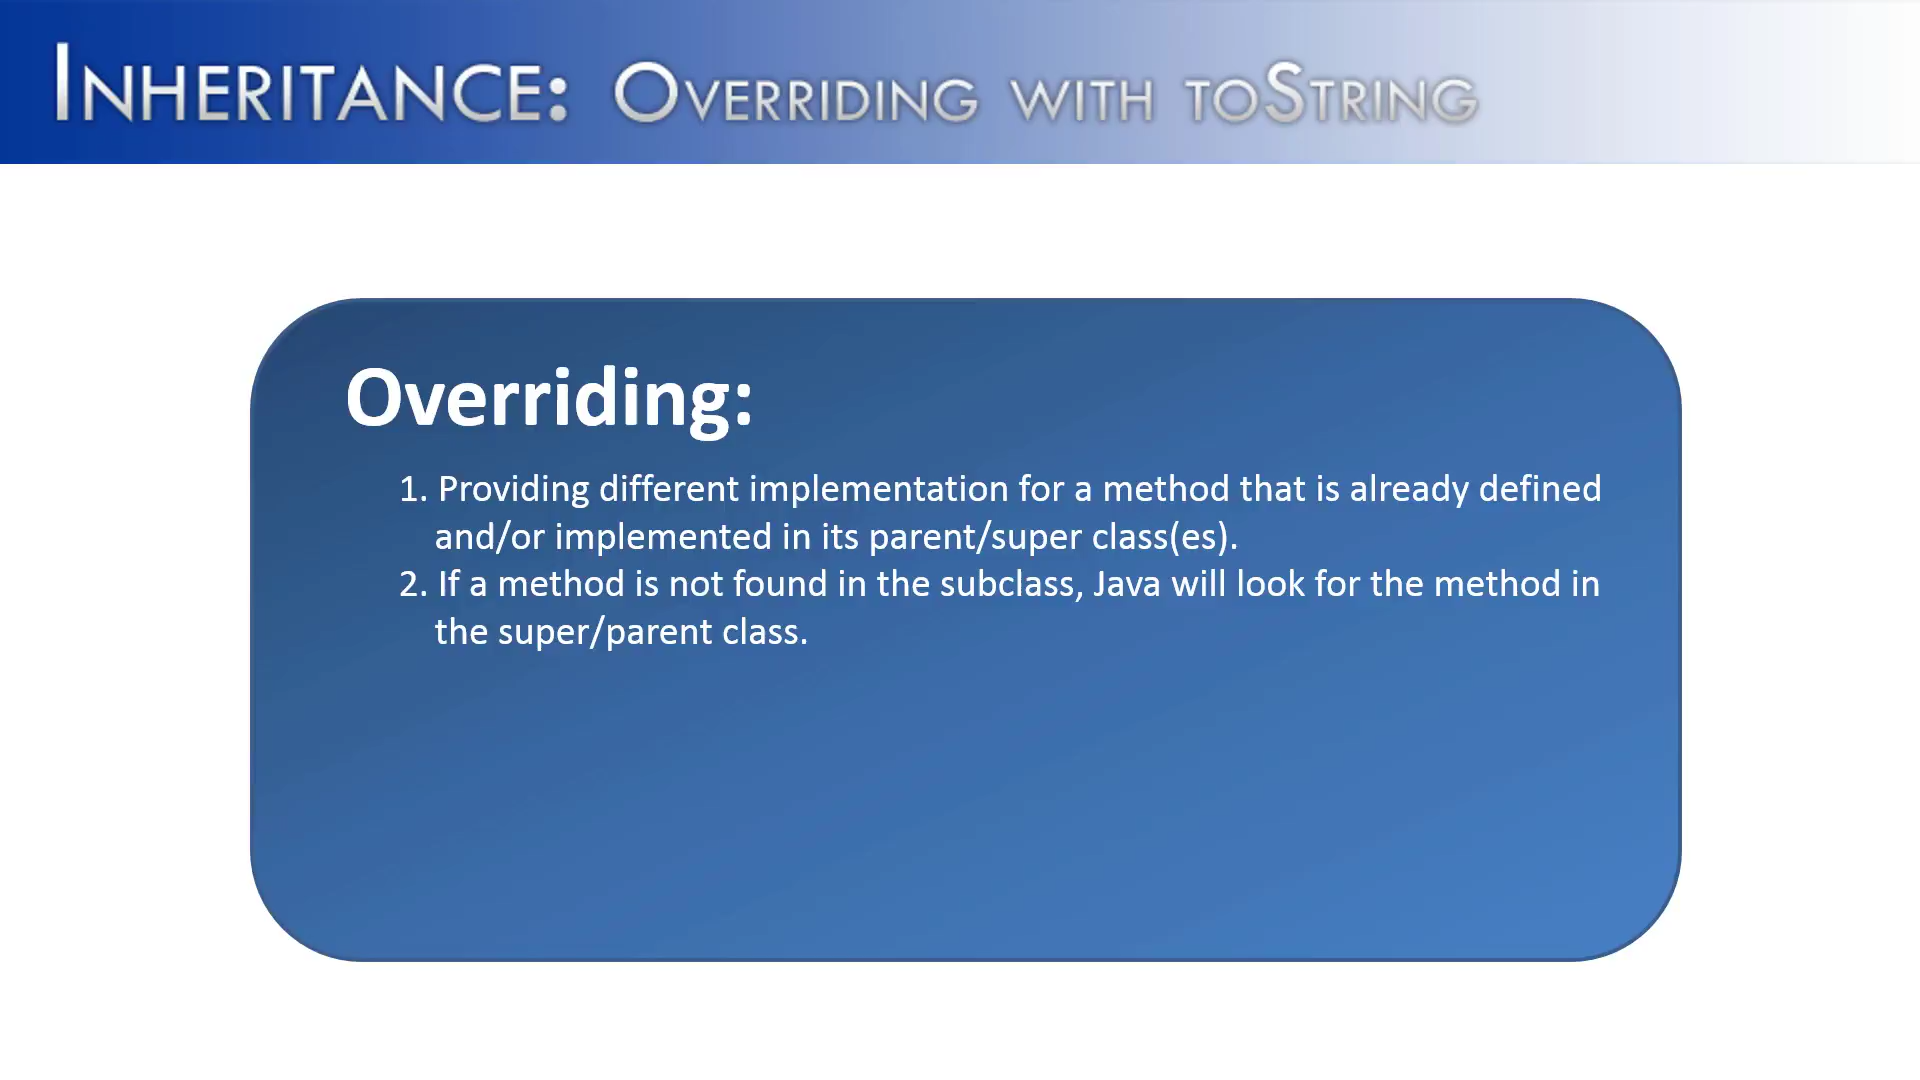 Inheritance: Overriding with toString
Overriding:
1. Providing different implementation for a method that is already defined
and/or implemented in its parent/super class(es).
2. If a method is not found in the subclass, Java will look for the method in
the super/parent class.